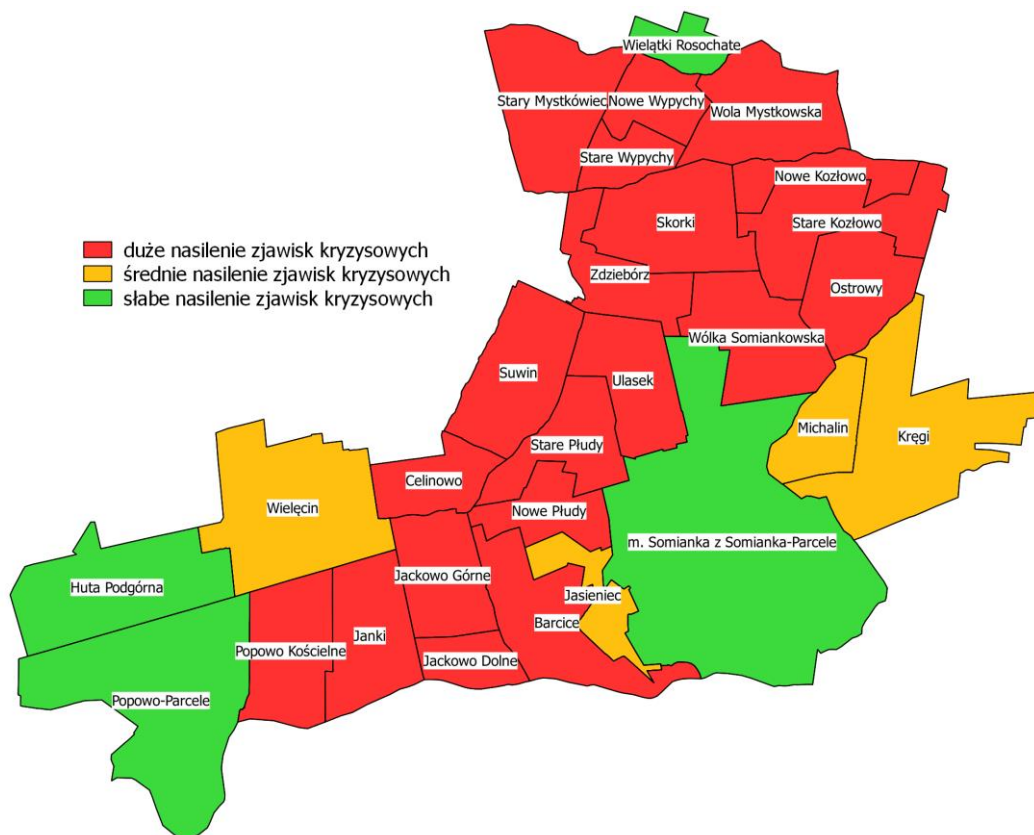 Wielątki Rosochate
Stary Mystkówiec
Nowe Wypychy
Wola Mystkowska
Stare Wypychy
Nowe Kozłowo
Skorki
Stare Kozłowo
duże nasilenie zjawisk kryzysowych
średnie nasilenie zjawisk kryzysowych
słabe nasilenie zjawisk kryzysowych
Zdziebórz
Ostrowy
Wólka Somiankowska
Suwin
Ulasek
Michalin
Kręgi
Stare Płudy
Celinowo
Wielęcin
Nowe Płudy
m. Somianka z Somianka-Parcele
Jackowo Górne
Huta Podgórna
Jasieniec
Barcice
Janki
Popowo Kościelne
Jackowo Dolne
Popowo-Parcele